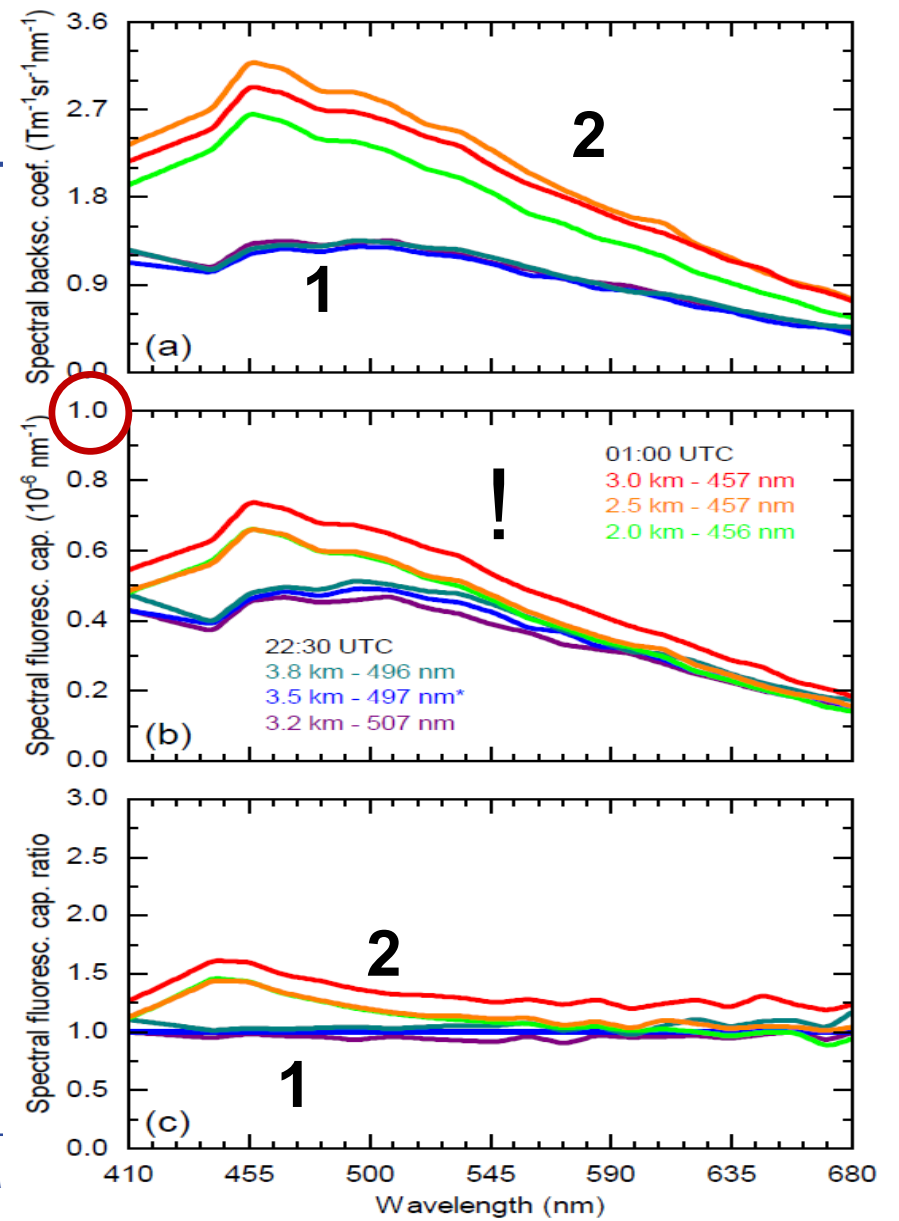 Spectral backsc. coef. (Tm⁻¹sr⁻¹nm⁻¹)
3.6
2.7
1.8
0.9
0.0
2
1
(a)
Spectral fluoresc. cap. (10⁻⁶ nm⁻¹)
1.0
0.8
0.6
0.4
0.2
0.0
!
01:00 UTC
3.0 km - 457 nm
2.5 km - 457 nm
2.0 km - 456 nm
22:30 UTC
3.8 km - 496 nm
3.5 km - 497 nm*
3.2 km - 507 nm
(b)
Spectral fluoresc. cap. ratio
3.0
2.5
2.0
1.5
1.0
0.5
0.0
2
1
(c)
410 455 500 545 590 635 680
Wavelength (nm)